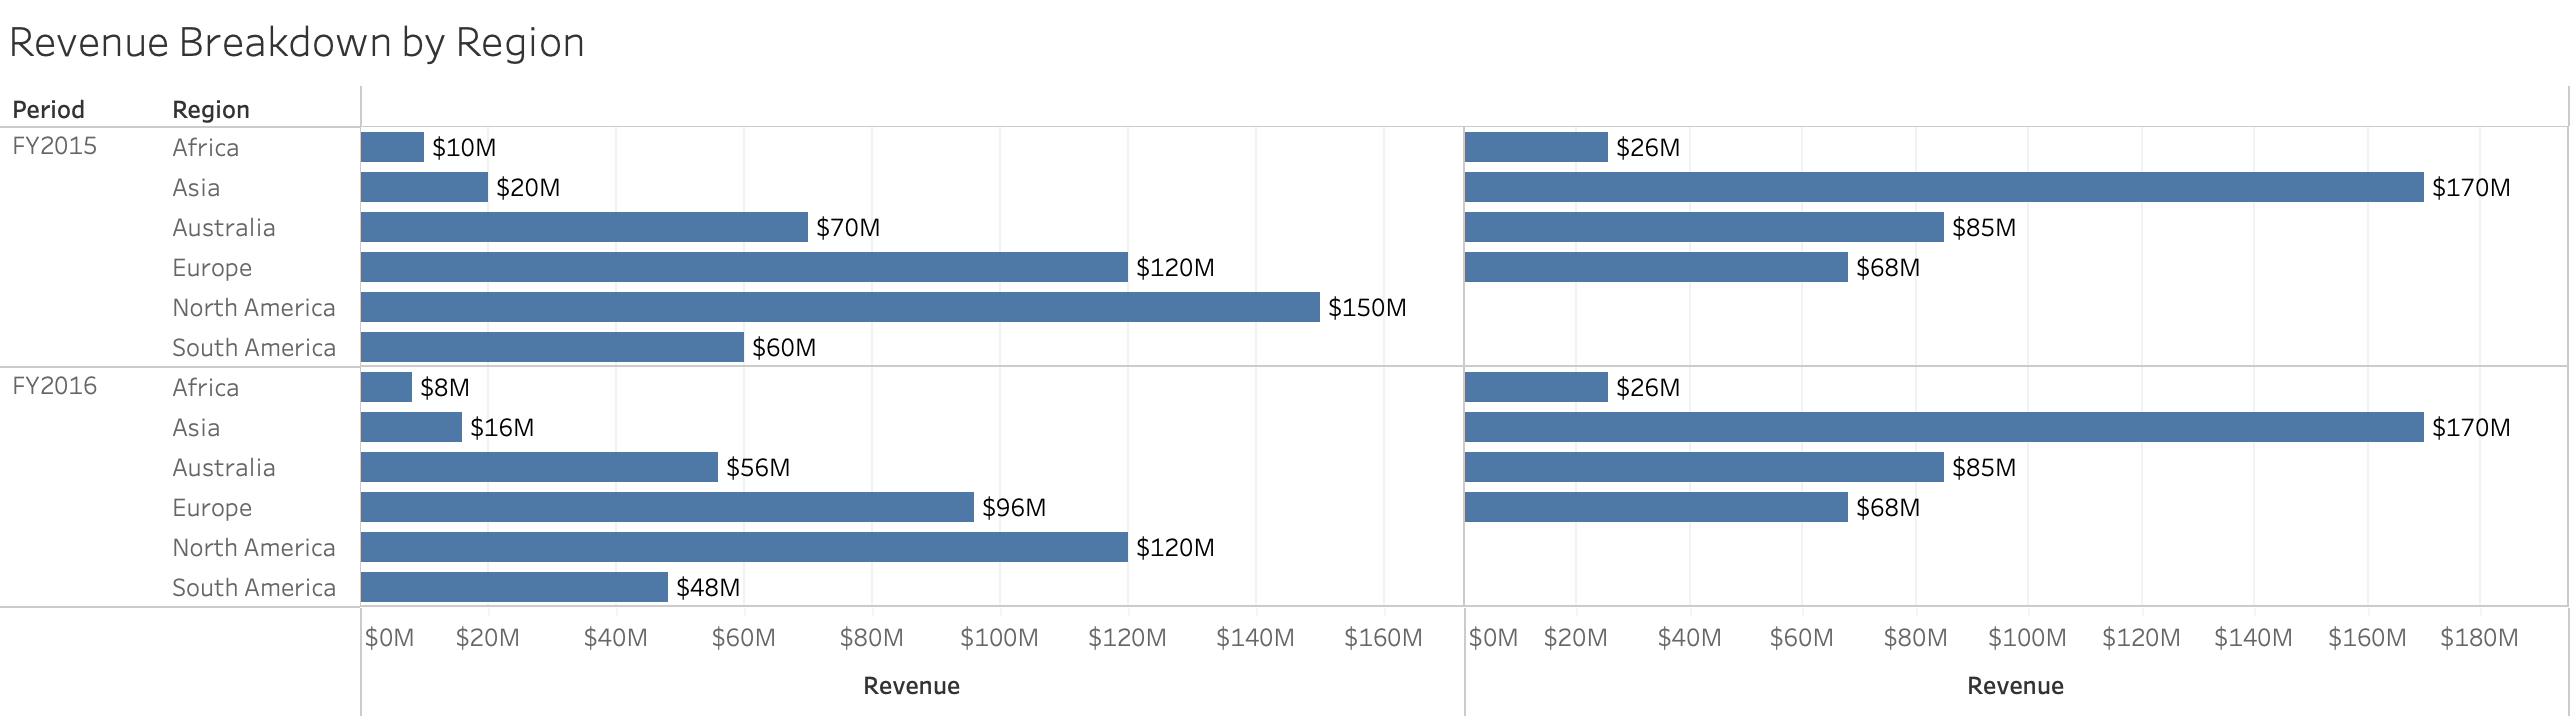 Revenue Breakdown by Region
Period Region
FY2015 Africa $10M $26M
Asia $20M $170M
Australia $70M $85M
Europe $120M $68M
North America $150M
South America $60M
FY2016 Africa $8M $26M
Asia $16M $170M
Australia $56M $85M
Europe $96M $68M
North America $120M
South America $48M
$0M $20M $40M $60M $80M $100M $120M $140M $160M $0M $20M $40M $60M $80M $100M $120M $140M $160M $180M
Revenue Revenue